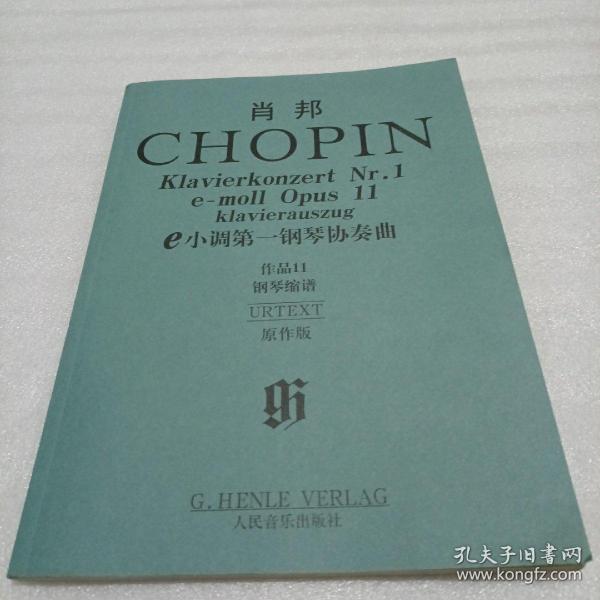 肖邦
CHOPIN
Klavierkonzert Nr.1
e-moll Opus 11
klavierauszug
e小调第一钢琴协奏曲
作品11
钢琴缩谱
URTEXT
原作版
G. HENLE VERLAG
人民音乐出版社
孔夫子旧书网
www.kongfz.com